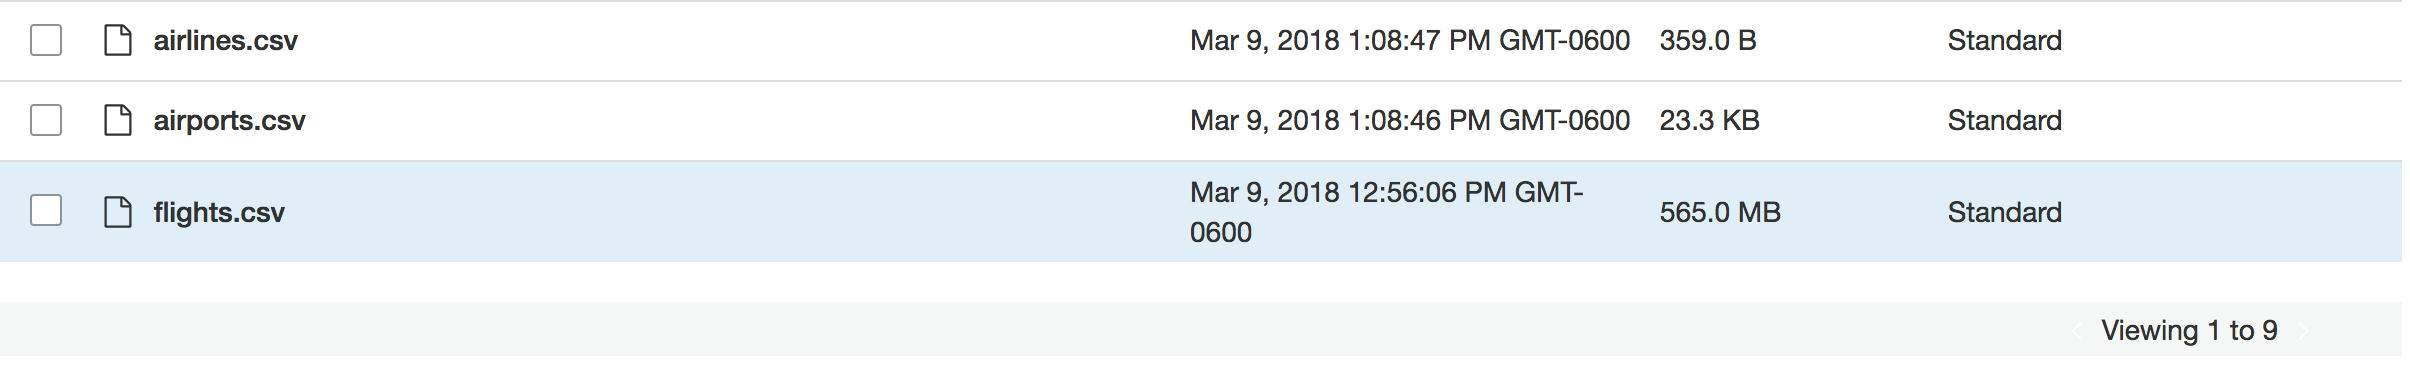 airlines.csv Mar 9, 2018 1:08:47 PM GMT-0600 359.0 B Standard
airports.csv Mar 9, 2018 1:08:46 PM GMT-0600 23.3 KB Standard
flights.csv Mar 9, 2018 12:56:06 PM GMT-
0600 565.0 MB Standard
Viewing 1 to 9